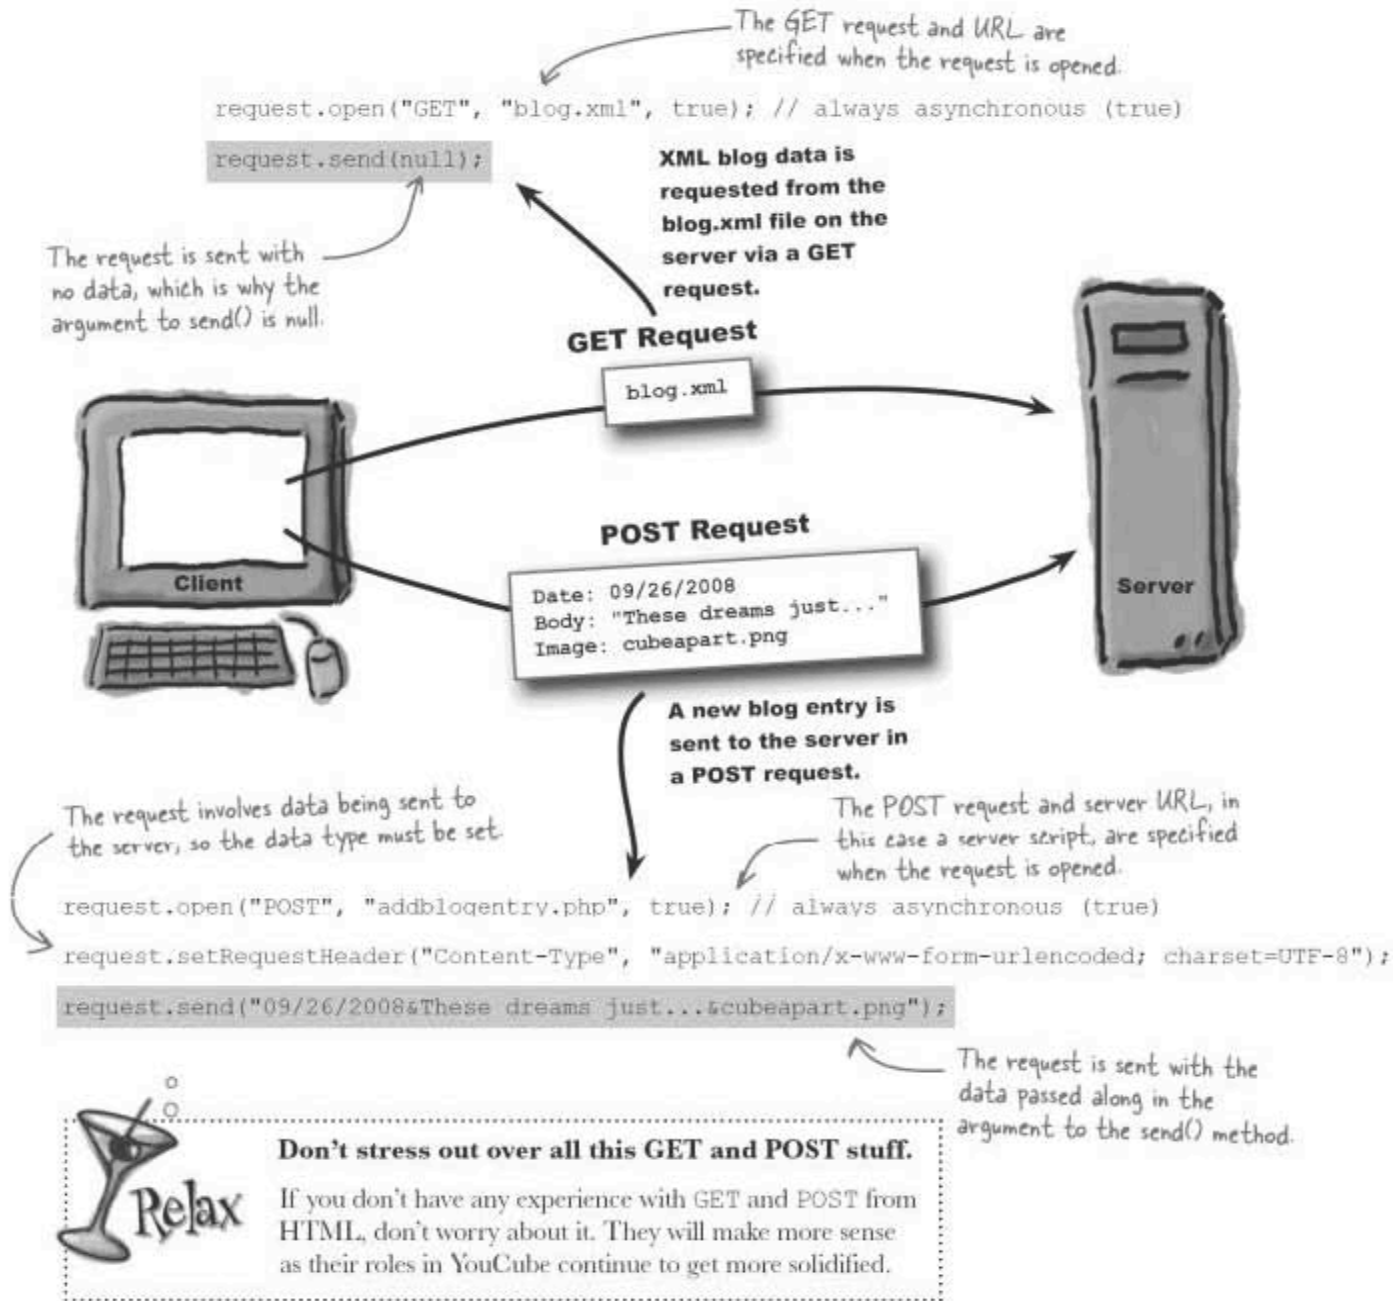 The GET request and URL are
specified when the request is opened.
request.open("GET", "blog.xml", true); // always asynchronous (true)
request.send(null);
XML blog data is
requested from the
blog.xml file on the
server via a GET
request.
The request is sent with
no data, which is why the
argument to send() is null.
GET Request
blog.xml
POST Request
Date: 09/26/2008
Body: "These dreams just..."
Image: cubeapart.png
Client
Server
A new blog entry is
sent to the server in
a POST request.
The request involves data being sent to
the server, so the data type must be set.
The POST request and server URL, in
this case a server script, are specified
when the request is opened.
request.open("POST", "addblogentry.php", true); // always asynchronous (true)
request.setRequestHeader("Content-Type", "application/x-www-form-urlencoded; charset=UTF-8");
request.send("09/26/2008&These dreams just...&cubeapart.png");
The request is sent with the
data passed along in the
argument to the send() method.
Relax
Don't stress out over all this GET and POST stuff.
If you don't have any experience with GET and POST from
HTML, don't worry about it. They will make more sense
as their roles in YouCube continue to get more solidified.